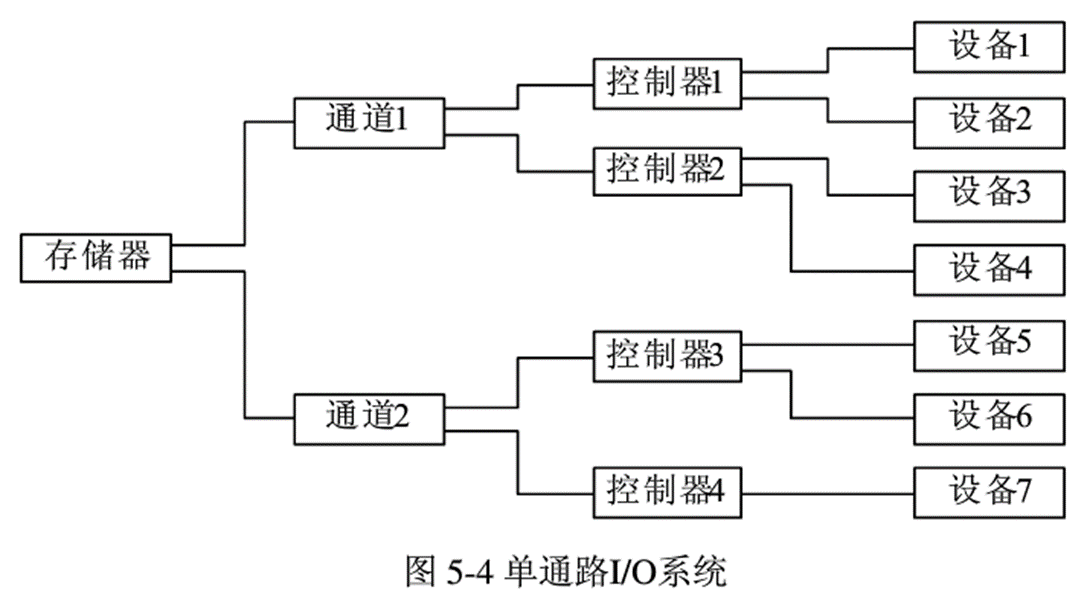 设备1
控制器1
设备2
通道1
控制器2
设备3
存储器
设备4
控制器3
设备5
通道2
设备6
控制器4
设备7
图 5-4 单通路I/O系统